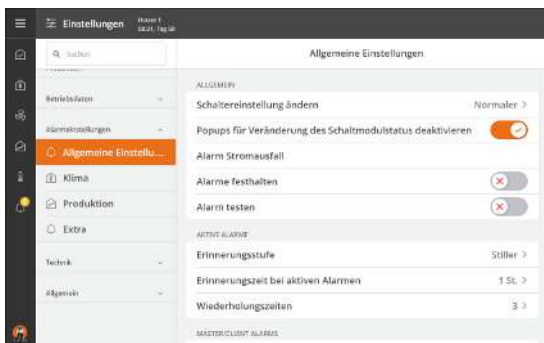 Einstellungen
Suchen
Betriebsdaten
Alarmeinstellungen
Allgemeine Einstellu...
Klima
Produktion
Extra
Technik
Allgemein
Allgemeine Einstellungen
ALLGEMEIN
Schaltereinstellung ändern
Normaler
Popups für Veränderung des Schaltmodulstatus deaktivieren
Alarm Stromausfall
Alarme festhalten
Alarm testen
AKTIVE ALARME
Erinnerungsstufe
Stiller
Erinnerungszeit bei aktiven Alarmen
1 St.
Wiederholungszeiten
3
MASTER/CLIENT ALARMS